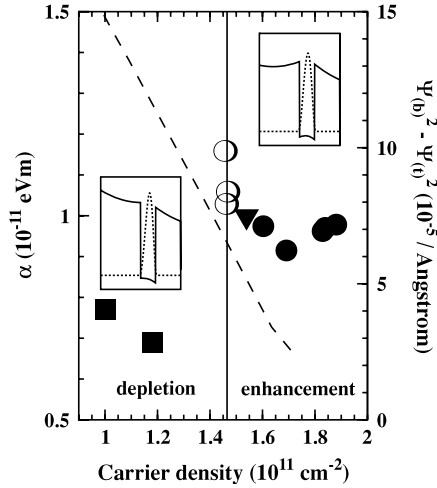 1.5
1
0.5
α (10-11 eVm)
15
10
5
0
Ψ(b)2 - Ψ(t)2 (10-5 / Angstrom)
depletion
enhancement
1 1.2 1.4 1.6 1.8 2
Carrier density (1011 cm-2)